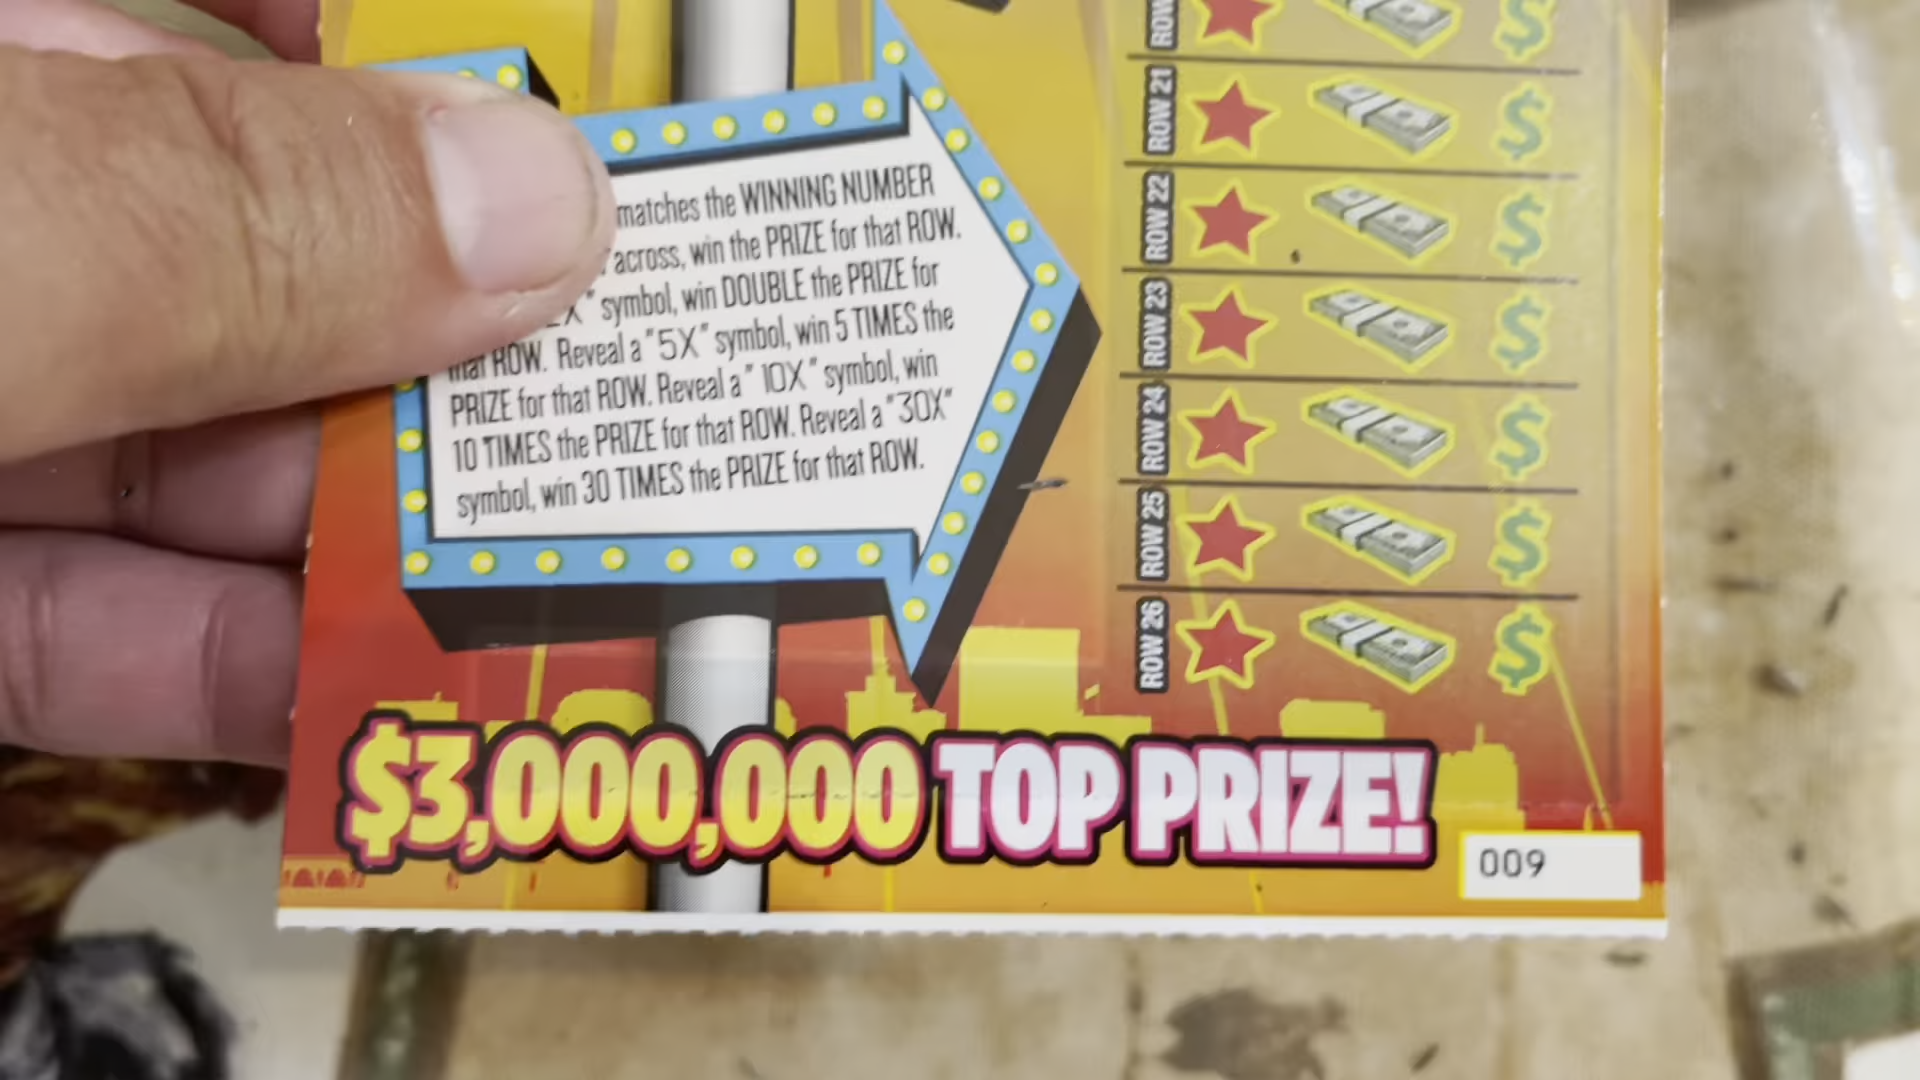 matches the WINNING NUMBER
across, win the PRIZE for that ROW.
symbol, win DOUBLE the PRIZE for
that ROW. Reveal a "5X" symbol, win 5 TIMES the
PRIZE for that ROW. Reveal a "10X" symbol, win
10 TIMES the PRIZE for that ROW. Reveal a "30X"
symbol, win 30 TIMES the PRIZE for that ROW.
ROW
ROW 21
ROW 22
ROW 23
ROW 24
ROW 25
ROW 26
$3,000,000 TOP PRIZE!
009